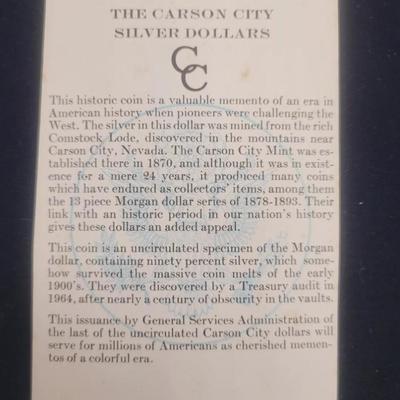 THE CARSON CITY
SILVER DOLLARS
CC
This historic coin is a valuable memento of an era in
American history when pioneers were challenging the
West. The silver in this dollar was mined from the rich
Comstock Lode, discovered in the mountains near
Carson City, Nevada. The Carson City Mint was es-
tablished there in 1870, and although it was in exist-
ence for a mere 24 years, it produced many coins
which have endured as collectors' items, among them
the 13 piece Morgan dollar series of 1878-1893. Their
link with an historic period in our nation's history
gives these dollars an added appeal.
This coin is an uncirculated specimen of the Morgan
dollar, containing ninety percent silver, which some-
how survived the massive coin melts of the early
1900's. They were discovered by a Treasury audit in
1964, after nearly a century of obscurity in the vaults.
This issuance by General Services Administration of
the last of the uncirculated Carson City dollars will
serve for millions of Americans as cherished memen-
tos of a colorful era.